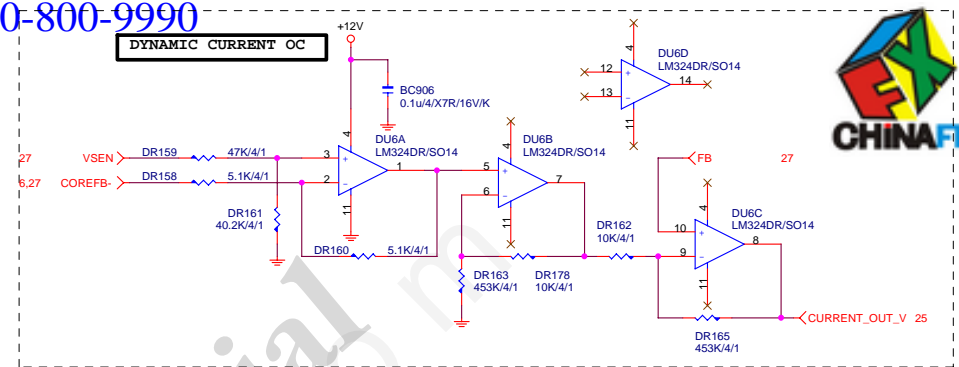 0-800-9990
DYNAMIC CURRENT OC
+12V
BC906
0.1u/4/X7R/16V/K
DU6D
LM324DR/SO14
4
12
+
14
13
-
11
CHiNAFi
27 VSEN DR159 47K/4/1
6,27 COREFB- DR158 5.1K/4/1
4
DU6A
LM324DR/SO14
3
+
1
2
-
11
DR161
40.2K/4/1
DR160 5.1K/4/1
4
DU6B
LM324DR/SO14
5
+
7
6
-
11
DR163
453K/4/1
DR178
10K/4/1
DR162
10K/4/1
FB 27
4
DU6C
LM324DR/SO14
10
+
8
9
-
11
DR165
453K/4/1
CURRENT_OUT_V 25
ial
m